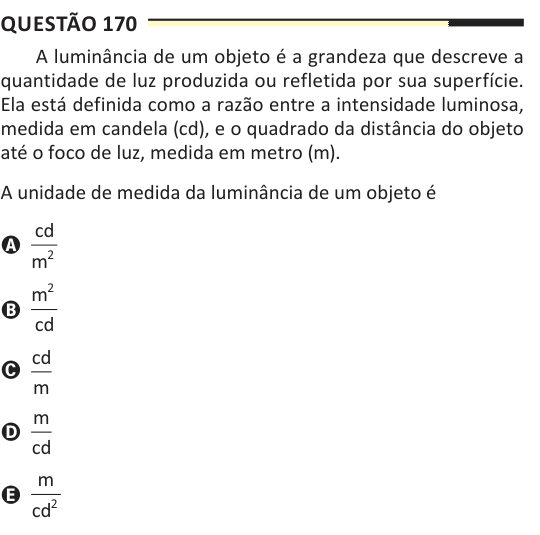 QUESTÃO 170
A luminância de um objeto é a grandeza que descreve a
quantidade de luz produzida ou refletida por sua superfície.
Ela está definida como a razão entre a intensidade luminosa,
medida em candela (cd), e o quadrado da distância do objeto
até o foco de luz, medida em metro (m).
A unidade de medida da luminância de um objeto é
A cd
m²
B m²
cd
C cd
m
D m
cd
E m
cd²